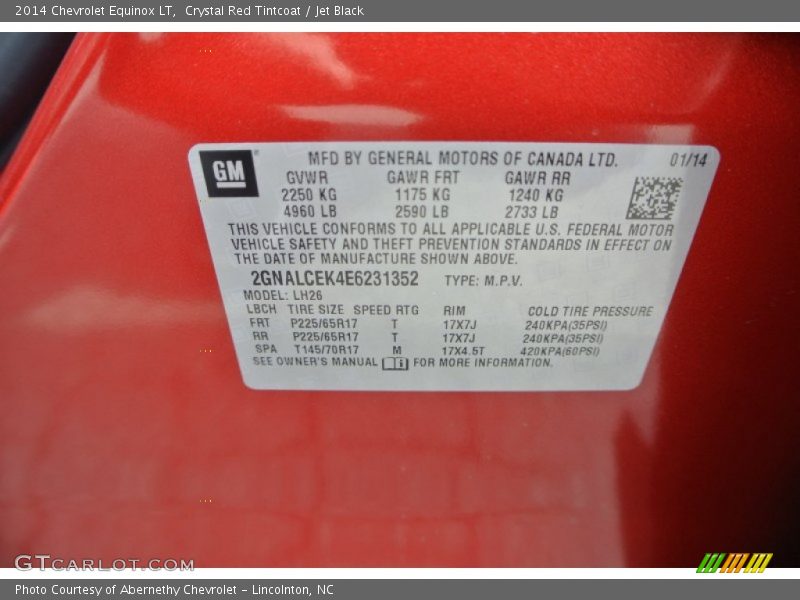 2014 Chevrolet Equinox LT, Crystal Red Tintcoat / Jet Black
GM
MFD BY GENERAL MOTORS OF CANADA LTD. 01/14
GVWR GAWR FRT GAWR RR
2250 KG 1175 KG 1240 KG
4960 LB 2590 LB 2733 LB
THIS VEHICLE CONFORMS TO ALL APPLICABLE U.S. FEDERAL MOTOR
VEHICLE SAFETY AND THEFT PREVENTION STANDARDS IN EFFECT ON
THE DATE OF MANUFACTURE SHOWN ABOVE.
2GNALCEK4E6231352 TYPE: M.P.V.
MODEL: LH26
LBCH TIRE SIZE SPEED RTG RIM COLD TIRE PRESSURE
FRT P225/65R17 T 17X7J 240KPA(35PSI)
RR P225/65R17 T 17X7J 240KPA(35PSI)
SPA T145/70R17 M 17X4.5T 420KPA(60PSI)
SEE OWNER'S MANUAL FOR MORE INFORMATION.
GTCARLOT.COM
Photo Courtesy of Abernethy Chevrolet – Lincolnton, NC